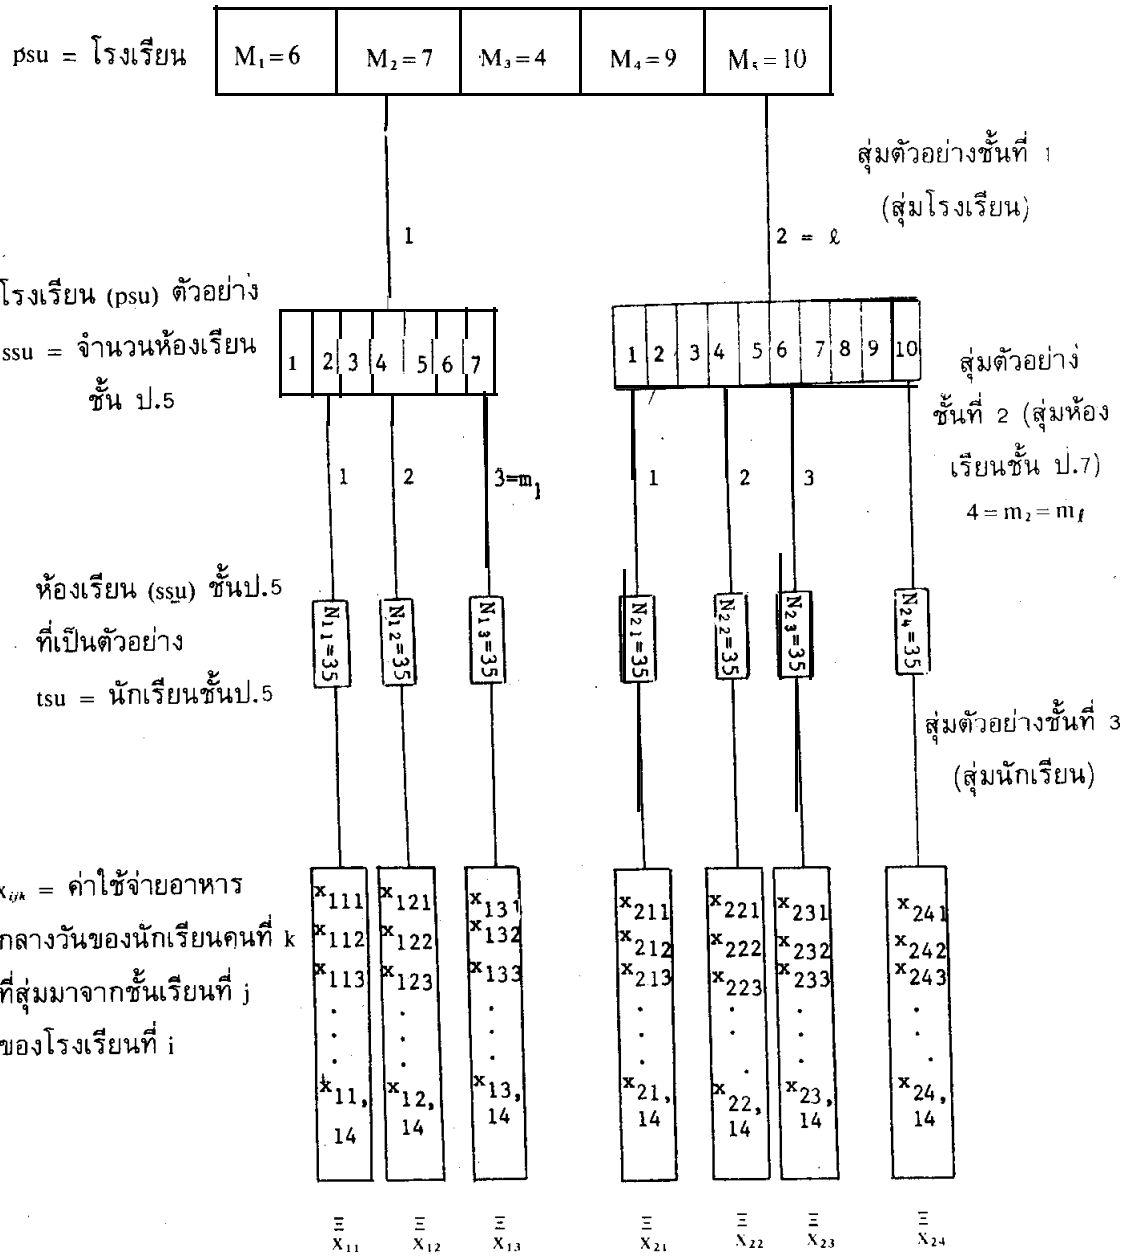 psu = โรงเรียน
M₁=6 M₂=7 M₃=4 M₄=9 M₅=10
สุ่มตัวอย่างชั้นที่ 1
(สุ่มโรงเรียน)
1
2 = ℓ
โรงเรียน (psu) ตัวอย่าง
ssu = จำนวนห้องเรียน
ชั้น ป.5
1 2 3 4 5 6 7
1 2 3 4 5 6 7 8 9 10
สุ่มตัวอย่าง
ชั้นที่ 2 (สุ่มห้อง
เรียนชั้น ป.7)
4 = m₂ = mℓ
1 2 3=m₁
1 2 3
ห้องเรียน (ssu) ชั้นป.5
ที่เป็นตัวอย่าง
tsu = นักเรียนชั้นป.5
N₁₁=35 N₁₂=35 N₁₃=35 N₂₁=35 N₂₂=35 N₂₃=35 N₂₄=35
สุ่มตัวอย่างชั้นที่ 3
(สุ่มนักเรียน)
xᵢⱼₖ = ค่าใช้จ่ายอาหาร
กลางวันของนักเรียนคนที่ k
ที่สุ่มมาจากชั้นเรียนที่ j
ของโรงเรียนที่ i
x₁₁₁ x₁₂₁ x₁₃₁ x₂₁₁ x₂₂₁ x₂₃₁ x₂₄₁
x₁₁₂ x₁₂₂ x₁₃₂ x₂₁₂ x₂₂₂ x₂₃₂ x₂₄₂
x₁₁₃ x₁₂₃ x₁₃₃ x₂₁₃ x₂₂₃ x₂₃₃ x₂₄₃
. . . . . . .
. . . . . . .
. . . . . . .
x₁₁, x₁₂, x₁₃, x₂₁, x₂₂, x₂₃, x₂₄,
14 14 14 14 14 14 14
X̿₁₁ X̿₁₂ X̿₁₃ X̿₂₁ X̿₂₂ X̿₂₃ X̿₂₄